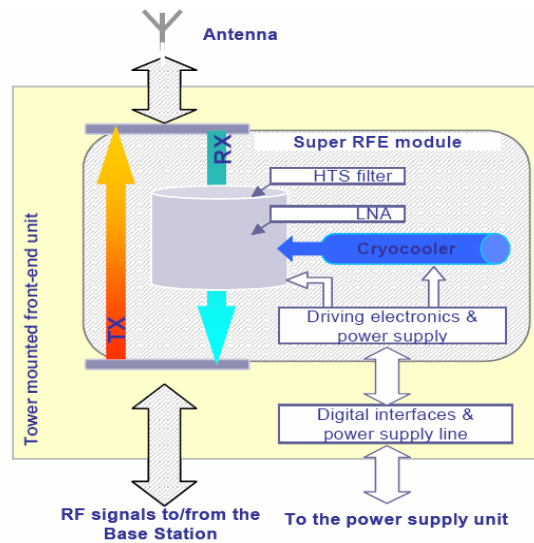 Antenna
Super RFE module
RX
HTS filter
LNA
Cryocooler
TX
Driving electronics &
power supply
Tower mounted front-end unit
Digital interfaces &
power supply line
RF signals to/from the
Base Station
To the power supply unit